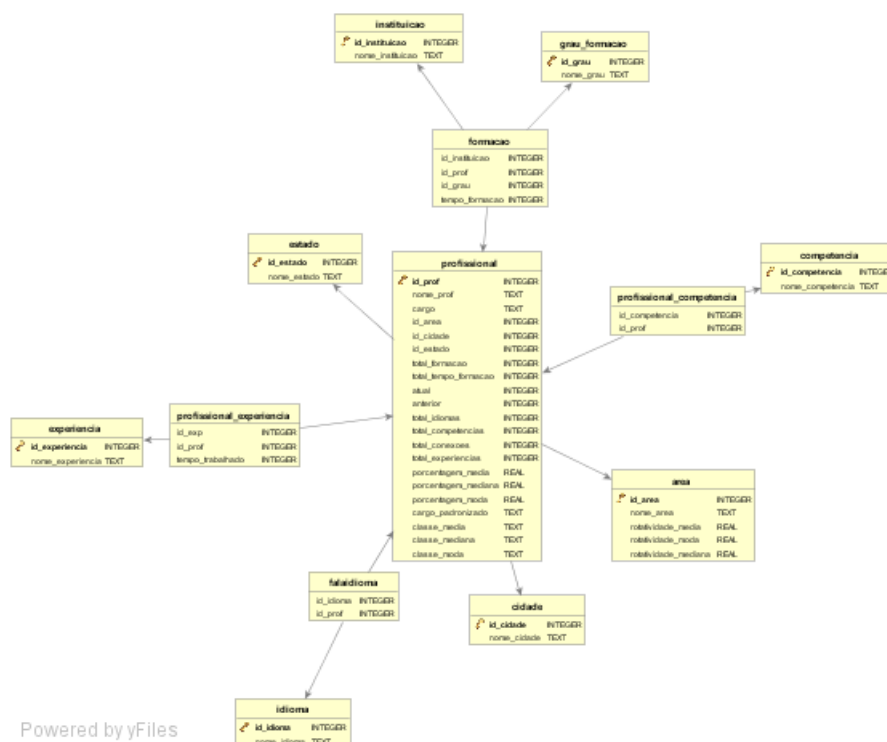 instituicao
id_instituicao INTEGER
nome_instituicao TEXT
grau_formacao
id_grau INTEGER
nome_grau TEXT
formacao
id_instituicao INTEGER
id_prof INTEGER
id_grau INTEGER
tempo_formacao INTEGER
estado
id_estado INTEGER
nome_estado TEXT
profissional
id_prof INTEGER
nome_prof TEXT
cargo TEXT
id_area INTEGER
id_cidade INTEGER
id_estado INTEGER
total_formacao INTEGER
total_tempo_formacao INTEGER
atual INTEGER
anterior INTEGER
total_idiomas INTEGER
total_competencias INTEGER
total_conexoes INTEGER
total_experiencias INTEGER
porcentagem_media REAL
porcentagem_mediana REAL
porcentagem_moda REAL
cargo_padronizado TEXT
classe_media TEXT
classe_mediana TEXT
classe_moda TEXT
competencia
id_competencia INTEGE
nome_competencia TEXT
profissional_competencia
id_competencia INTEGER
id_prof INTEGER
profissional_experiencia
id_exp INTEGER
id_prof INTEGER
tempo_trabalhado INTEGER
experiencia
id_experiencia INTEGER
nome_experiencia TEXT
area
id_area INTEGER
nome_area TEXT
rotatividade_media REAL
rotatividade_moda REAL
rotatividade_mediana REAL
falaidioma
id_idioma INTEGER
id_prof INTEGER
cidade
id_cidade INTEGER
nome_cidade TEXT
idioma
id_idioma INTEGER
nome_idioma TEXT
Powered by yFiles